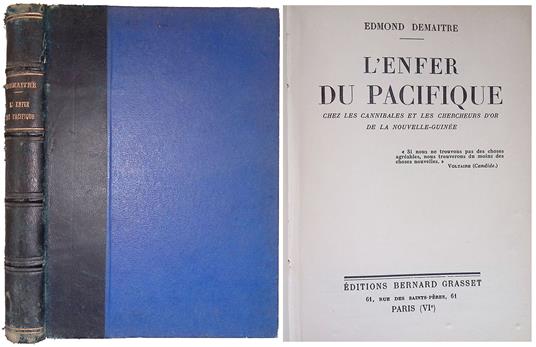 DEMAITRE
L'ENFER
DU PACIFIQUE
EDMOND DEMAITRE
L'ENFER
DU PACIFIQUE
CHEZ LES CANNIBALES ET LES CHERCHEURS D'OR
DE LA NOUVELLE-GUINÉE
« Si nous ne trouvons pas des choses
agréables, nous trouverons du moins des
choses nouvelles. »
VOLTAIRE (Candide.)
ÉDITIONS BERNARD GRASSET
61, RUE DES SAINTS-PÈRES, 61
PARIS (VIe)